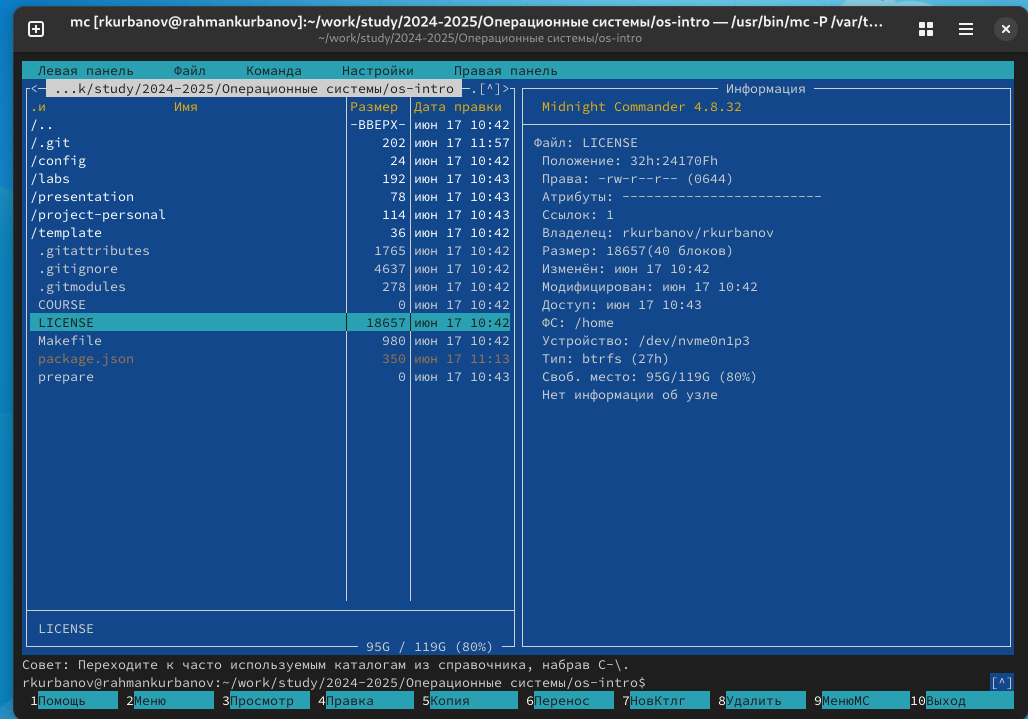 mc [rkurbanov@rahmankurbanov]:~/work/study/2024-2025/Операционные системы/os-intro — /usr/bin/mc -P /var/t…
~/work/study/2024-2025/Операционные системы/os-intro
Левая панель Файл Команда Настройки Правая панель
<─ ...k/study/2024-2025/Операционные системы/os-intro ─.[^]>
.и Имя Размер Дата правки
/.. -ВВЕРХ- июн 17 10:42
/.git 202 июн 17 11:57
/config 24 июн 17 10:42
/labs 192 июн 17 10:43
/presentation 78 июн 17 10:43
/project-personal 114 июн 17 10:43
/template 36 июн 17 10:42
.gitattributes 1765 июн 17 10:42
.gitignore 4637 июн 17 10:42
.gitmodules 278 июн 17 10:42
COURSE 0 июн 17 10:42
LICENSE 18657 июн 17 10:42
Makefile 980 июн 17 10:42
package.json 350 июн 17 11:13
prepare 0 июн 17 10:43
LICENSE
95G / 119G (80%)
Информация
Midnight Commander 4.8.32
Файл: LICENSE
Положение: 32h:24170Fh
Права: -rw-r--r-- (0644)
Атрибуты: -------------------------
Ссылок: 1
Владелец: rkurbanov/rkurbanov
Размер: 18657(40 блоков)
Изменён: июн 17 10:42
Модифицирован: июн 17 10:42
Доступ: июн 17 10:43
ФС: /home
Устройство: /dev/nvme0n1p3
Тип: btrfs (27h)
Своб. место: 95G/119G (80%)
Нет информации об узле
Совет: Переходите к часто используемым каталогам из справочника, набрав C-\.
rkurbanov@rahmankurbanov:~/work/study/2024-2025/Операционные системы/os-intro$ [^]
1Помощь 2Меню 3Просмотр 4Правка 5Копия 6Перенос 7НовКтлг 8Удалить 9МенюМС 10Выход